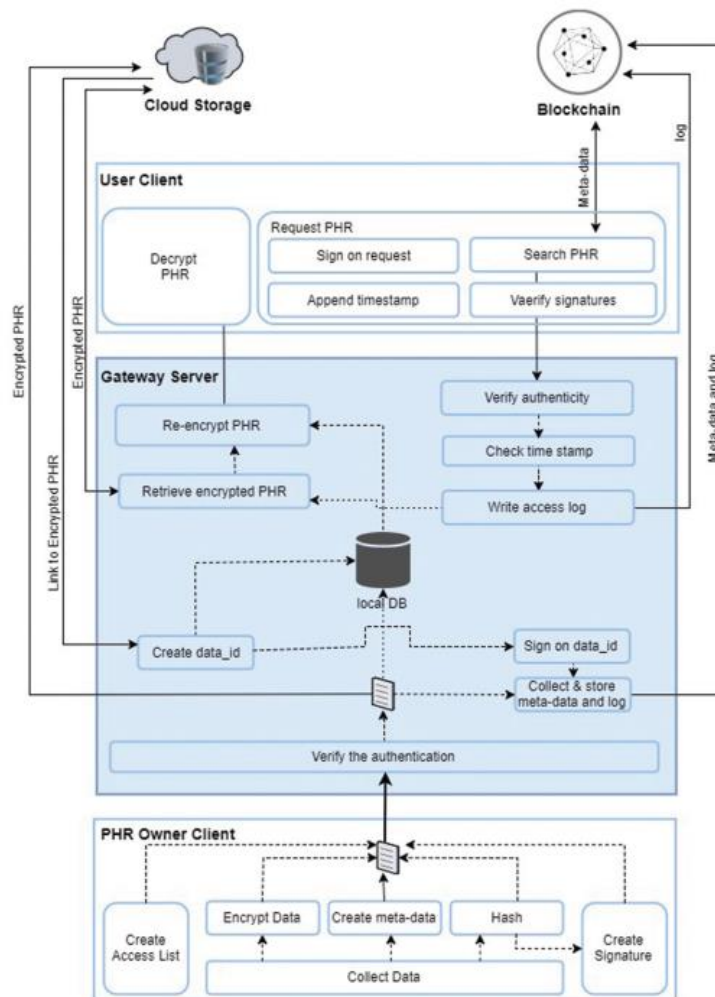 Cloud Storage
Blockchain
log
Meta-data
User Client
Decrypt
PHR
Request PHR
Sign on request
Search PHR
Append timestamp
Vaerify signatures
Encrypted PHR
Encrypted PHR
Link to Encrypted PHR
Meta-data and log
Gateway Server
Re-encrypt PHR
Verify authenticity
Check time stamp
Retrieve encrypted PHR
Write access log
local DB
Create data_id
Sign on data_id
Collect & store
meta-data and log
Verify the authentication
PHR Owner Client
Create
Access List
Encrypt Data
Create meta-data
Hash
Create
Signature
Collect Data